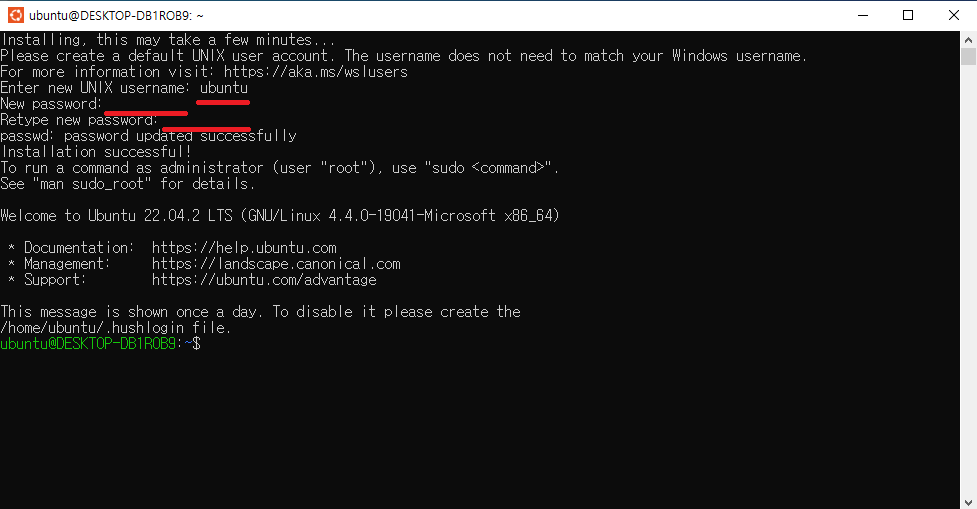 ubuntu@DESKTOP-DB1ROB9: ~
Installing, this may take a few minutes...
Please create a default UNIX user account. The username does not need to match your Windows username.
For more information visit: https://aka.ms/wslusers
Enter new UNIX username: ubuntu
New password:
Retype new password:
passwd: password updated successfully
Installation successful!
To run a command as administrator (user "root"), use "sudo <command>".
See "man sudo_root" for details.
Welcome to Ubuntu 22.04.2 LTS (GNU/Linux 4.4.0-19041-Microsoft x86_64)
* Documentation: https://help.ubuntu.com
* Management: https://landscape.canonical.com
* Support: https://ubuntu.com/advantage
This message is shown once a day. To disable it please create the
/home/ubuntu/.hushlogin file.
ubuntu@DESKTOP-DB1ROB9:~$